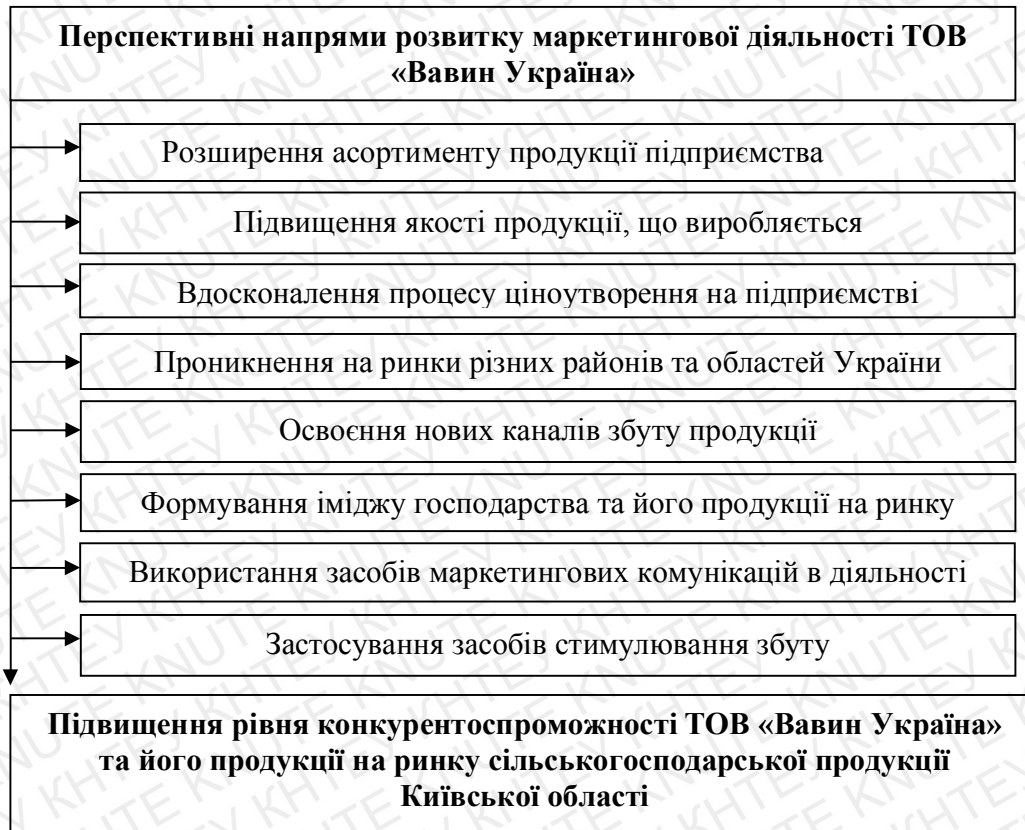 Перспективні напрями розвитку маркетингової діяльності ТОВ
«Вавин Україна»
Розширення асортименту продукції підприємства
Підвищення якості продукції, що виробляється
Вдосконалення процесу ціноутворення на підприємстві
Проникнення на ринки різних районів та областей України
Освоєння нових каналів збуту продукції
Формування іміджу господарства та його продукції на ринку
Використання засобів маркетингових комунікацій в діяльності
Застосування засобів стимулювання збуту
Підвищення рівня конкурентоспроможності ТОВ «Вавин Україна»
та його продукції на ринку сільськогосподарської продукції
Київської області